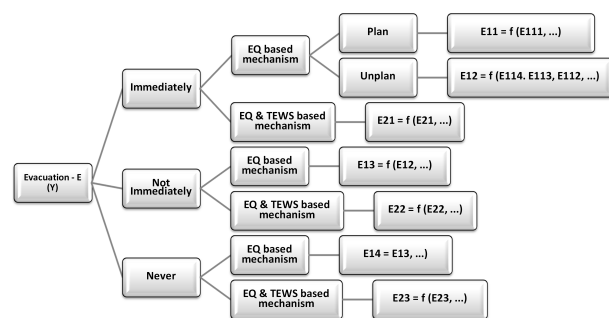 Evacuation - E
(Y)
Immediately
EQ based
mechanism
Plan
E11 = f (E111, ...)
Unplan
E12 = f (E114. E113, E112, ...)
EQ & TEWS based
mechanism
E21 = f (E21, ...)
Not
Immediately
EQ based
mechanism
E13 = f (E12, ...)
EQ & TEWS based
mechanism
E22 = f (E22, ...)
Never
EQ based
mechanism
E14 = E13, ...)
EQ & TEWS based
mechanism
E23 = f (E23, ...)